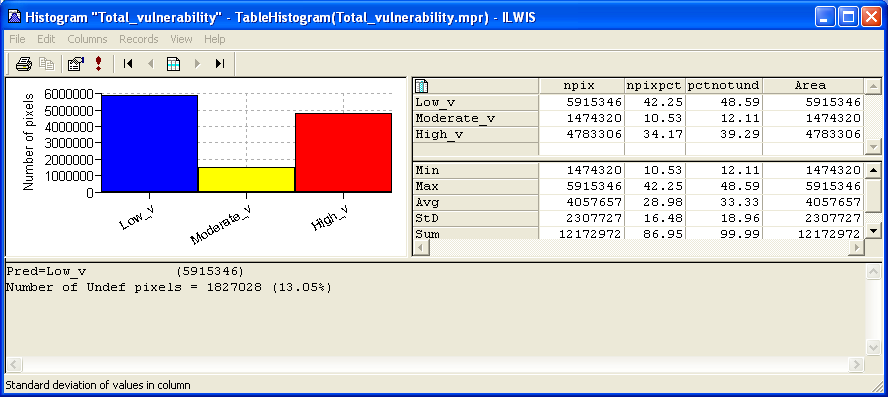 Histogram "Total_vulnerability" - TableHistogram(Total_vulnerability.mpr) - ILWIS
File Edit Columns Records View Help
6000000
5000000
4000000
3000000
2000000
1000000
0
Number of pixels
Low_v Moderate_v High_v
npix npixpct pctnotund Area
Low_v 5915346 42.25 48.59 5915346
Moderate_v 1474320 10.53 12.11 1474320
High_v 4783306 34.17 39.29 4783306
Min 1474320 10.53 12.11 1474320
Max 5915346 42.25 48.59 5915346
Avg 4057657 28.98 33.33 4057657
StD 2307727 16.48 18.96 2307727
Sum 12172972 86.95 99.99 12172972
Pred=Low_v (5915346)
Number of Undef pixels = 1827028 (13.05%)
Standard deviation of values in column